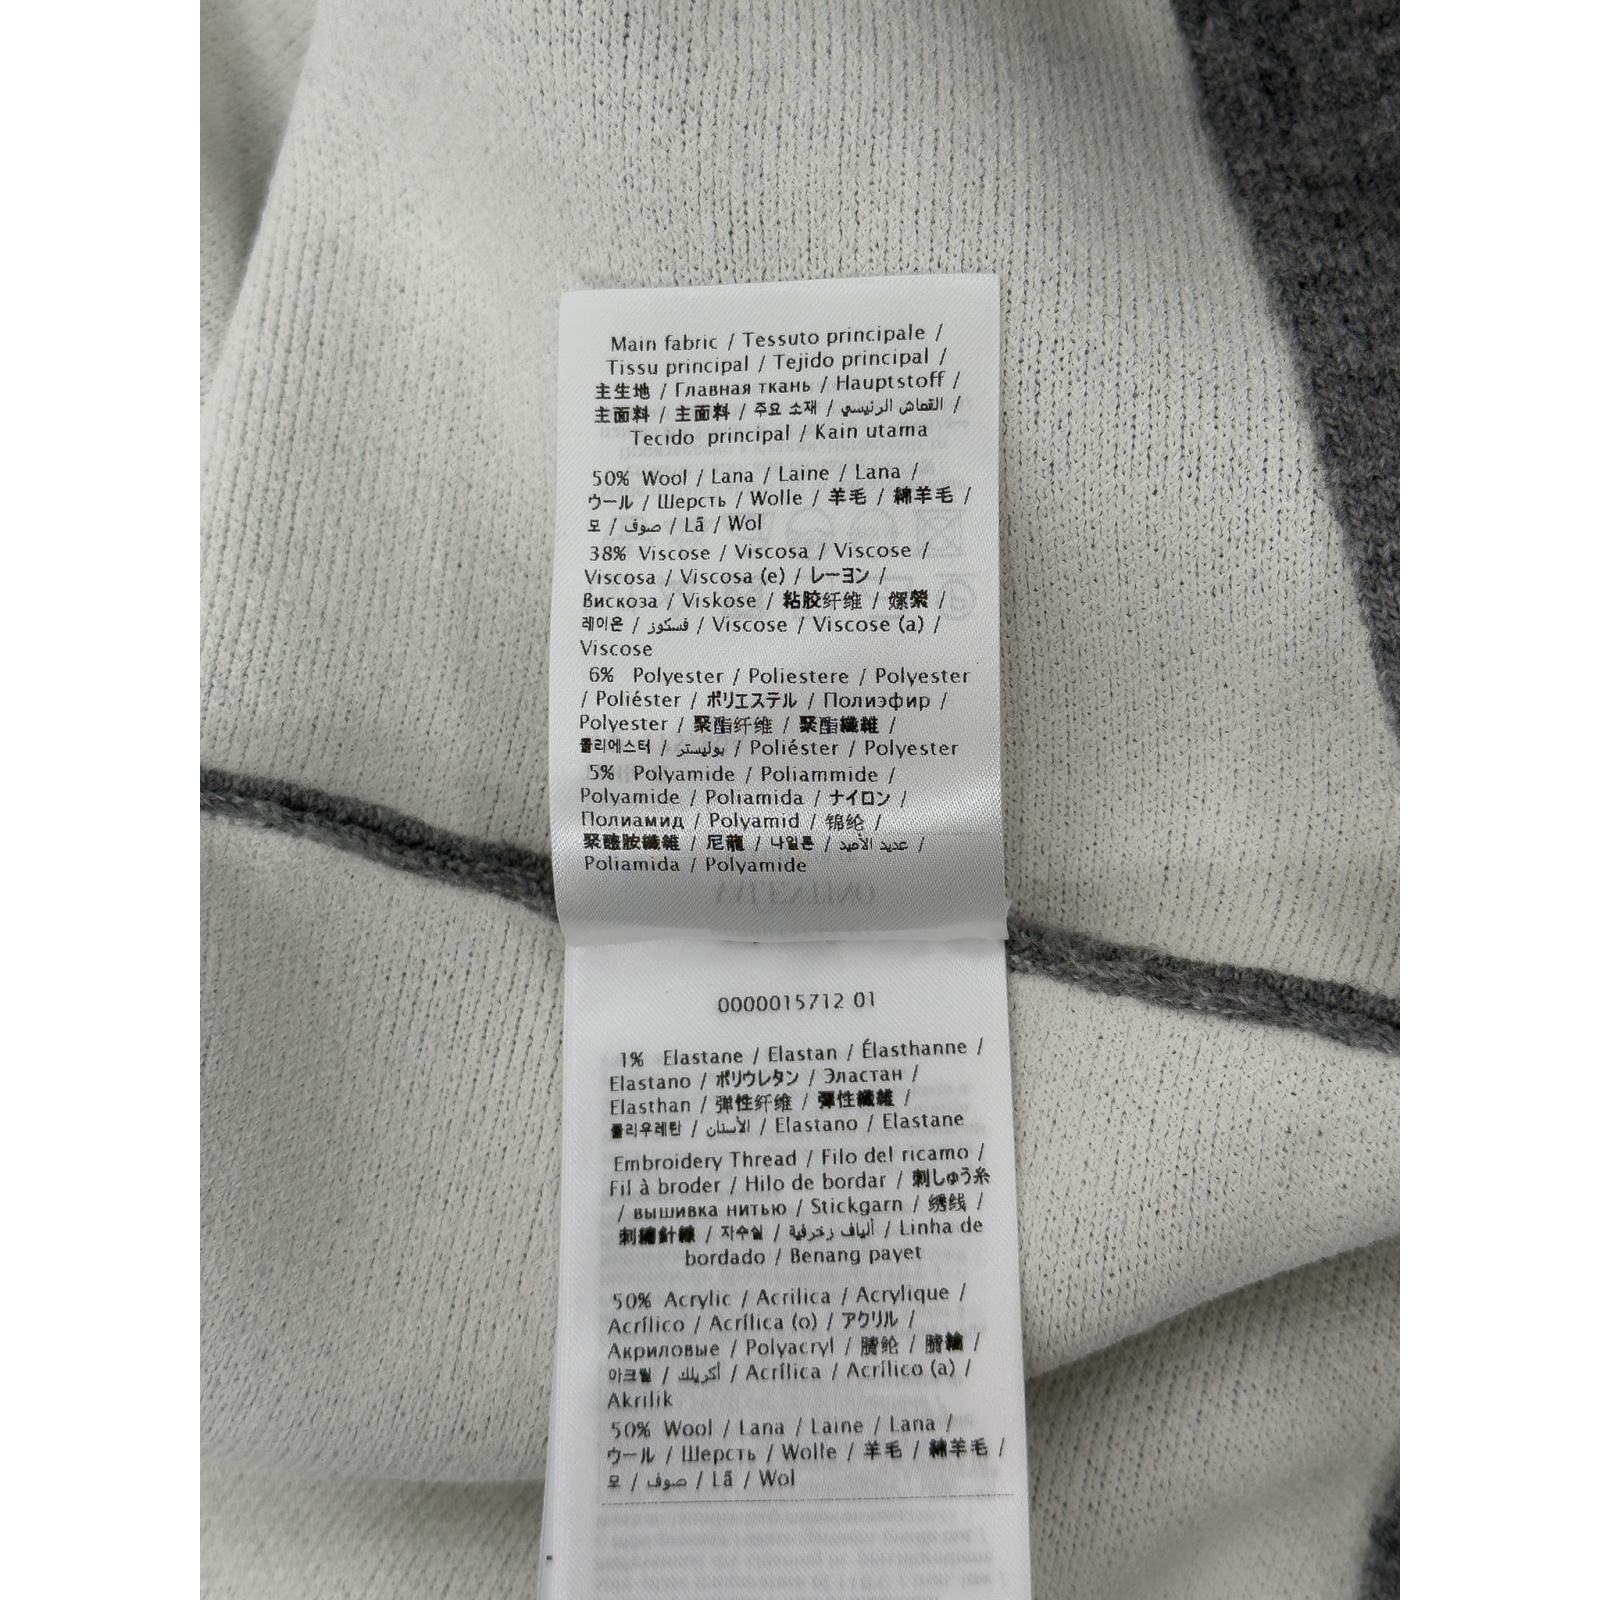 Main fabric / Tessuto principale /
Tissu principal / Tejido principal /
主生地 / Главная ткань / Hauptstoff /
主面料 / 主面料 / 주요 소재 / القماش الرئيسي /
Tecido principal / Kain utama
50% Wool / Lana / Laine / Lana /
ウール / Шерсть / Wolle / 羊毛 / 綿羊毛 /
모 / صوف / Lã / Wol
38% Viscose / Viscosa / Viscose /
Viscosa / Viscosa (e) / レーヨン /
Вискоза / Viskose / 粘胶纤维 / 嫘縈 /
레이온 / فسكوز / Viscose / Viscose (a) /
Viscose
6% Polyester / Poliestere / Polyester
/ Poliéster / ポリエステル / Полиэфир /
Polyester / 聚酯纤维 / 聚酯纖維 /
폴리에스터 / بوليستر / Poliéster / Polyester
5% Polyamide / Poliammide /
Polyamide / Poliamida / ナイロン /
Полиамид / Polyamid / 锦纶 /
聚醯胺纖維 / 尼龍 / 나일론 / عديد الأميد /
Poliamida / Polyamide
0000015712 01
1% Elastane / Elastan / Élasthanne /
Elastano / ポリウレタン / Эластан /
Elasthan / 弹性纤维 / 彈性纖維 /
폴리우레탄 / الأستان / Elastano / Elastane
Embroidery Thread / Filo del ricamo /
Fil à broder / Hilo de bordar / 刺しゅう糸
/ вышивка нитью / Stickgarn / 绣线 /
刺繡針線 / 자수실 / ألياف زخرفية / Linha de
bordado / Benang payet
50% Acrylic / Acrilica / Acrylique /
Acrílico / Acrílica (o) / アクリル /
Акриловые / Polyacryl / 腈纶 / 腈綸 /
아크릴 / أكريلك / Acrílica / Acrílico (a) /
Akrilik
50% Wool / Lana / Laine / Lana /
ウール / Шерсть / Wolle / 羊毛 / 綿羊毛 /
모 / صوف / Lã / Wol